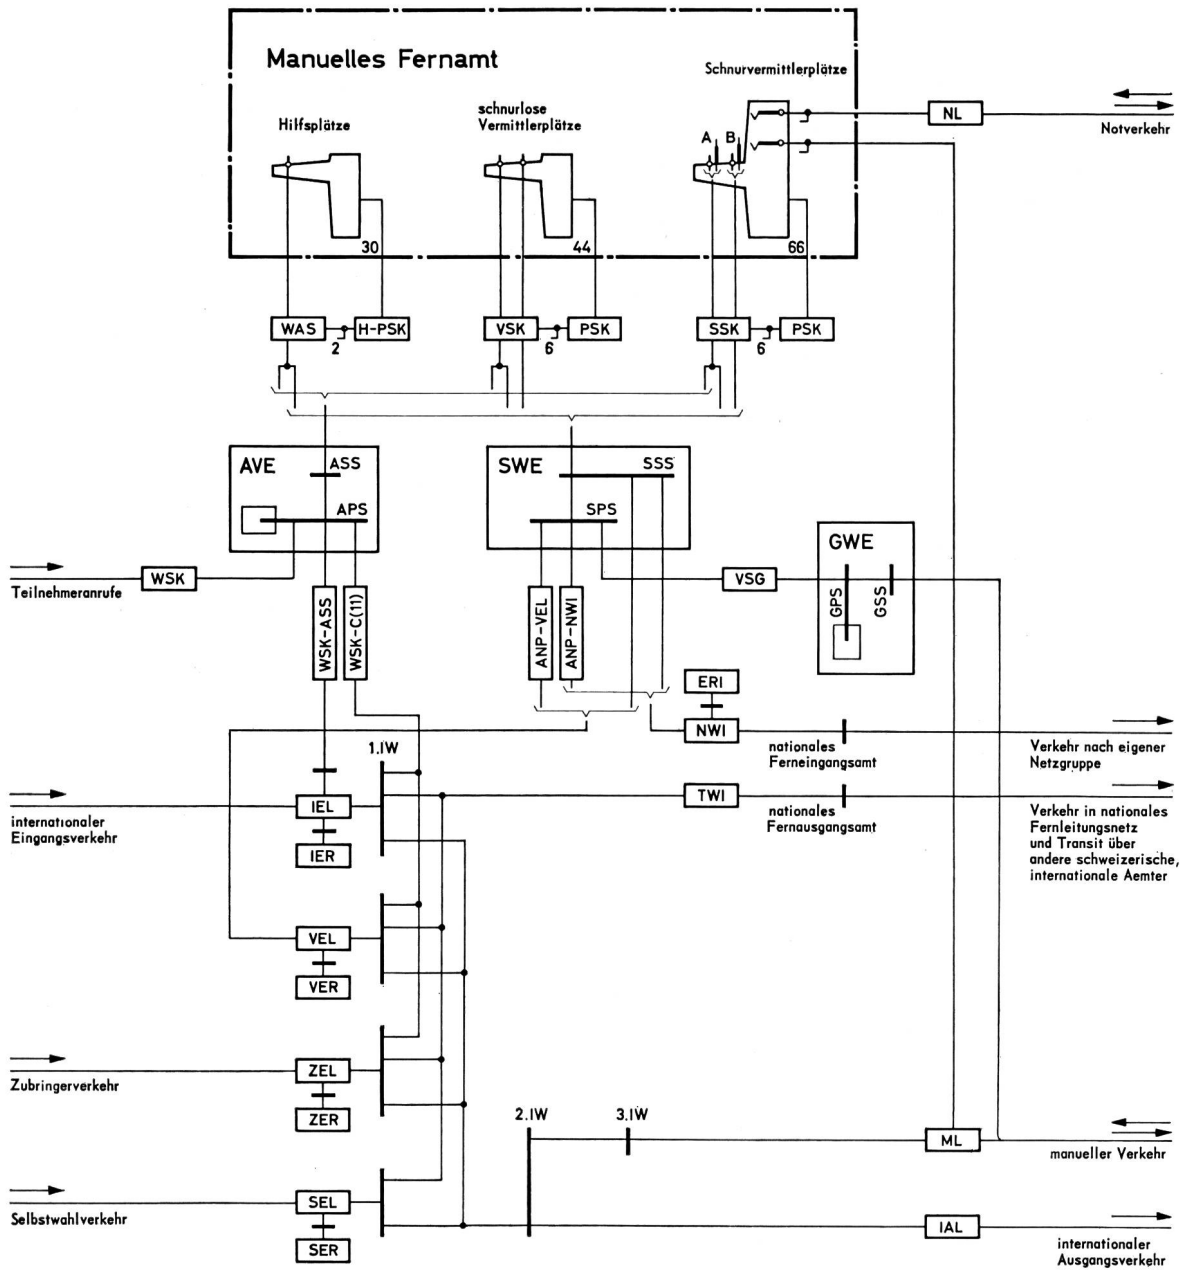 Manuelles Fernamt
Schnurvermittlerplätze
schnurlose
Vermittlerplätze
Hilfsplätze
A
B
NL
Notverkehr
30
44
66
WAS
H-PSK
2
VSK
PSK
6
SSK
PSK
6
AVE
ASS
APS
SWE
SSS
SPS
GWE
GPS
GSS
WSK
Teilnehmeranrufe
VSG
WSK-ASS
WSK-C(11)
ANP-VEL
ANP-NWI
ERI
NWI
nationales
Ferneingangsamt
Verkehr nach eigener
Netzgruppe
1.IW
IEL
IER
internationaler
Eingangsverkehr
TWI
nationales
Fernausgangsamt
Verkehr in nationales
Fernleitungsnetz
und Transit über
andere schweizerische,
internationale Aemter
VEL
VER
ZEL
ZER
Zubringerverkehr
2.IW
3.IW
ML
manueller Verkehr
SEL
SER
Selbstwahlverkehr
IAL
internationaler
Ausgangsverkehr